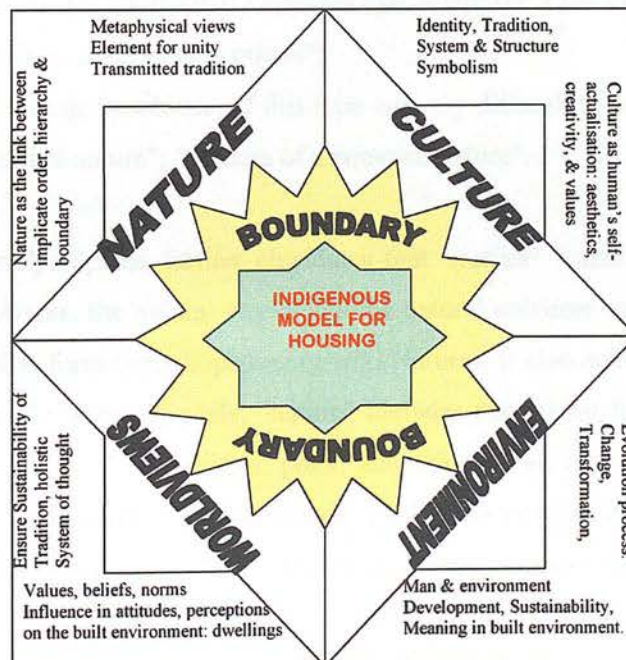 Metaphysical views
Element for unity
Transmitted tradition
Identity, Tradition,
System & Structure
Symbolism
Nature as the link between
implicate order, hierarchy &
boundary
NATURE
CULTURE
Culture as human's self-
actualisation: aesthetics,
creativity, & values
BOUNDARY
INDIGENOUS
MODEL FOR
HOUSING
BOUNDARY
Ensure Sustainability of
Tradition, holistic
System of thought
WORLDVIEWS
ENVIRONMENT
Evolution process.
Change,
Transformation,
Values, beliefs, norms
Influence in attitudes, perceptions
on the built environment: dwellings
Man & environment
Development, Sustainability,
Meaning in built environment.